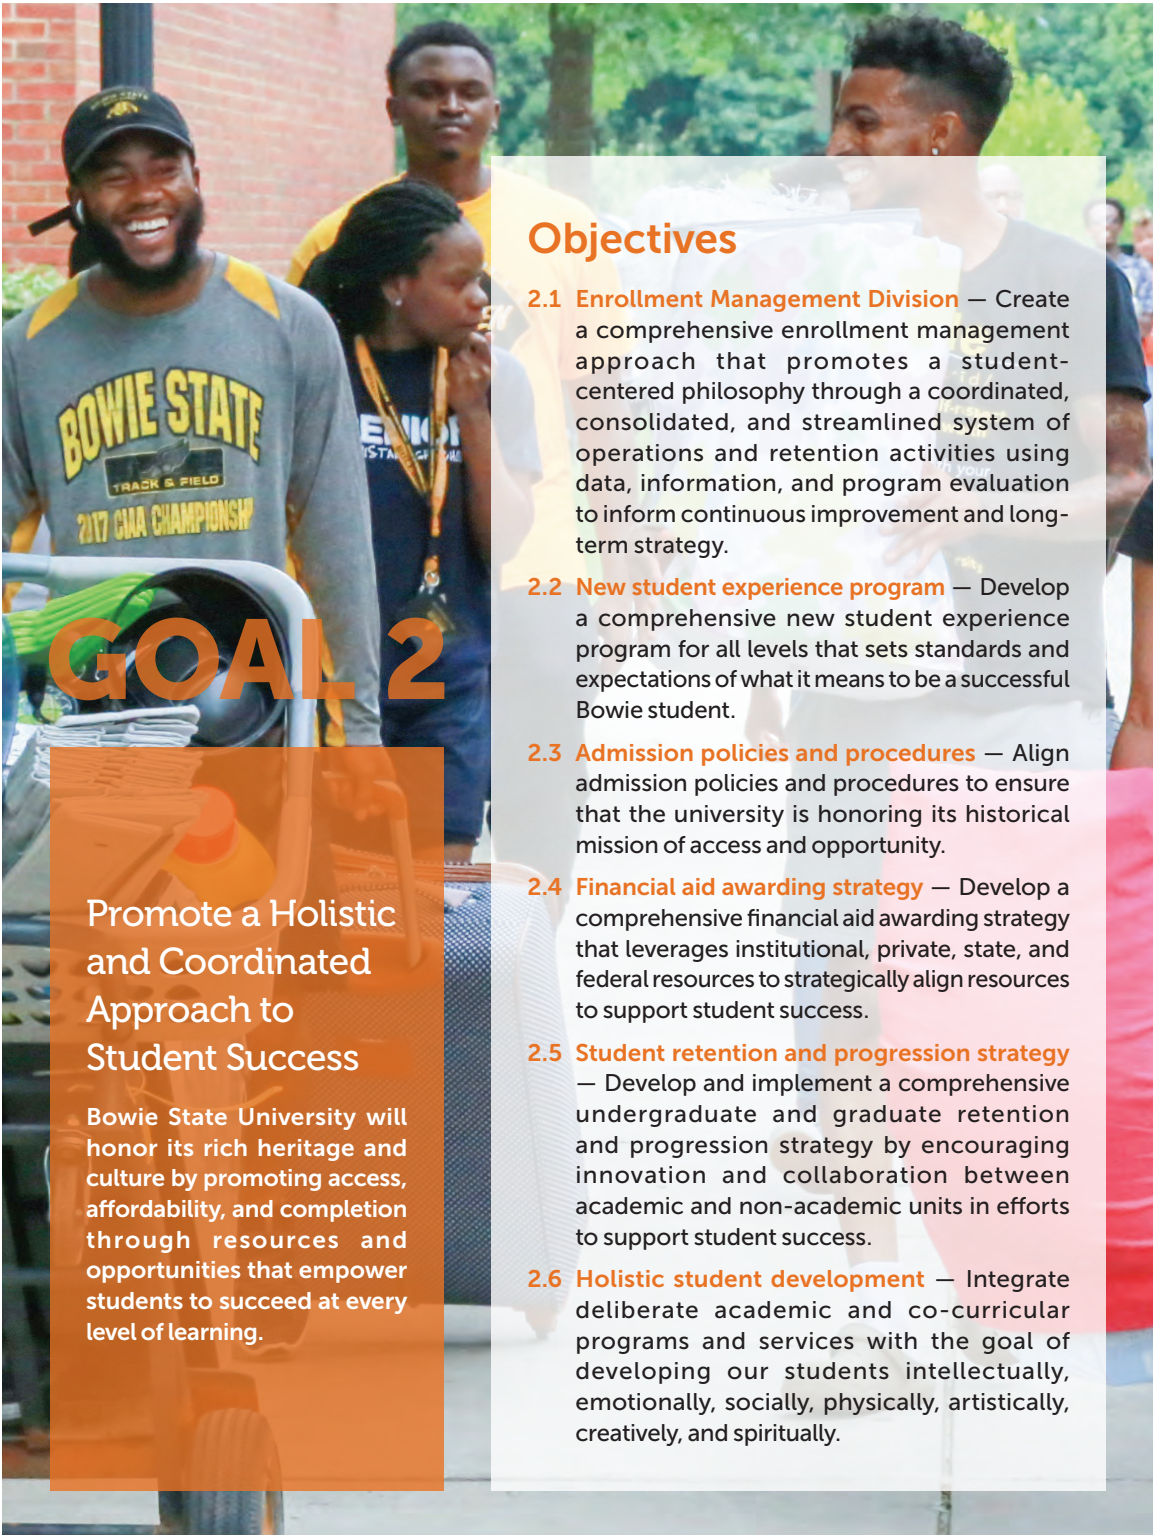 BOWIE STATE
TRACK & FIELD
2017 CIAA CHAMPIONSHIP
GOAL 2
Promote a Holistic
and Coordinated
Approach to
Student Success
Bowie State University will
honor its rich heritage and
culture by promoting access,
affordability, and completion
through resources and
opportunities that empower
students to succeed at every
level of learning.
Objectives
2.1 Enrollment Management Division — Create
a comprehensive enrollment management
approach that promotes a student-
centered philosophy through a coordinated,
consolidated, and streamlined system of
operations and retention activities using
data, information, and program evaluation
to inform continuous improvement and long-
term strategy.
2.2 New student experience program — Develop
a comprehensive new student experience
program for all levels that sets standards and
expectations of what it means to be a successful
Bowie student.
2.3 Admission policies and procedures — Align
admission policies and procedures to ensure
that the university is honoring its historical
mission of access and opportunity.
2.4 Financial aid awarding strategy — Develop a
comprehensive financial aid awarding strategy
that leverages institutional, private, state, and
federal resources to strategically align resources
to support student success.
2.5 Student retention and progression strategy
— Develop and implement a comprehensive
undergraduate and graduate retention
and progression strategy by encouraging
innovation and collaboration between
academic and non-academic units in efforts
to support student success.
2.6 Holistic student development — Integrate
deliberate academic and co-curricular
programs and services with the goal of
developing our students intellectually,
emotionally, socially, physically, artistically,
creatively, and spiritually.